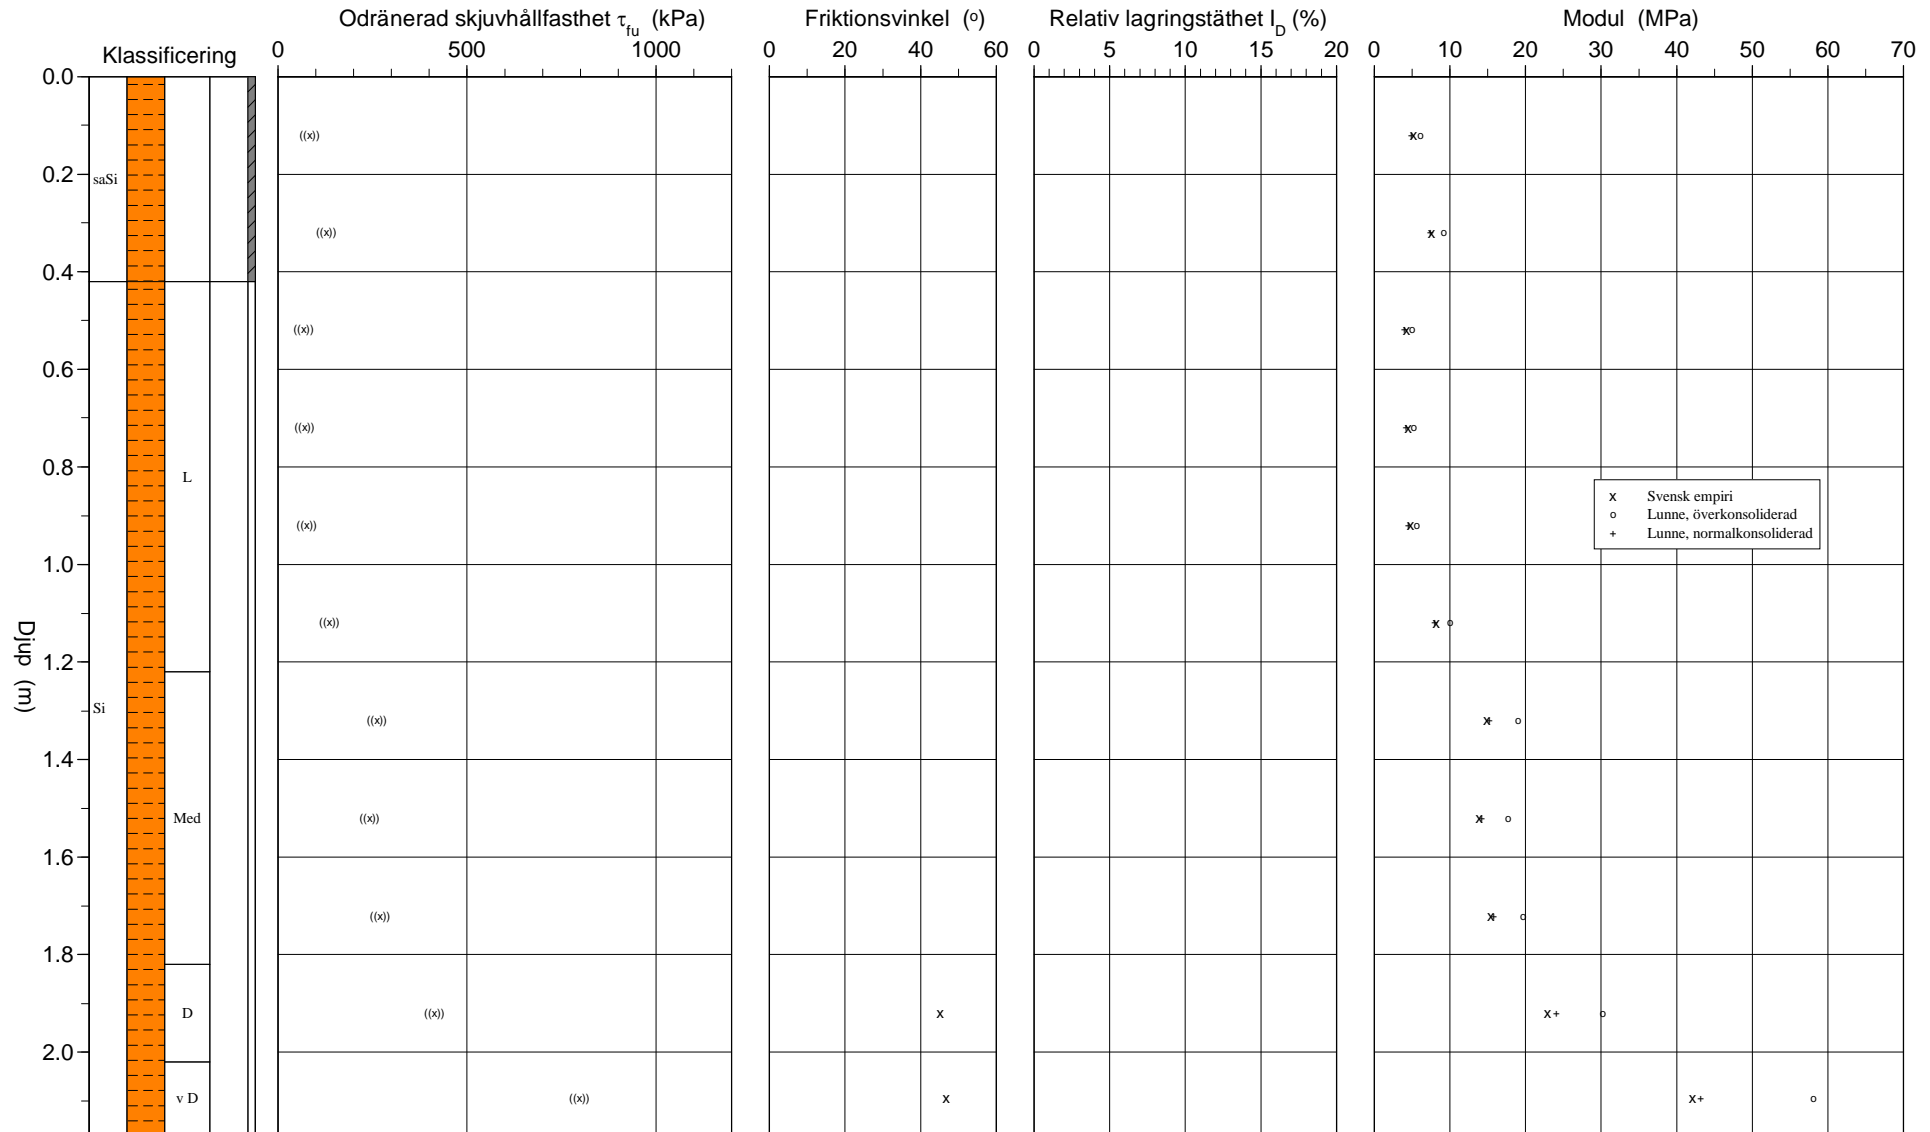 Klassificering
Odränerad skjuvhållfasthet τfu (kPa)
Friktionsvinkel (o)
Relativ lagringstäthet ID (%)
Modul (MPa)
0 500 1000
0 20 40 60
0 5 10 15 20
0 10 20 30 40 50 60 70
Djup (m)
0.0
0.2
0.4
0.6
0.8
1.0
1.2
1.4
1.6
1.8
2.0
saSi
Si
L
Med
D
v D
((x))
((x))
((x))
((x))
((x))
((x))
((x))
((x))
((x))
((x))
((x))
x
x
x Svensk empiri
o Lunne, överkonsoliderad
+ Lunne, normalkonsoliderad